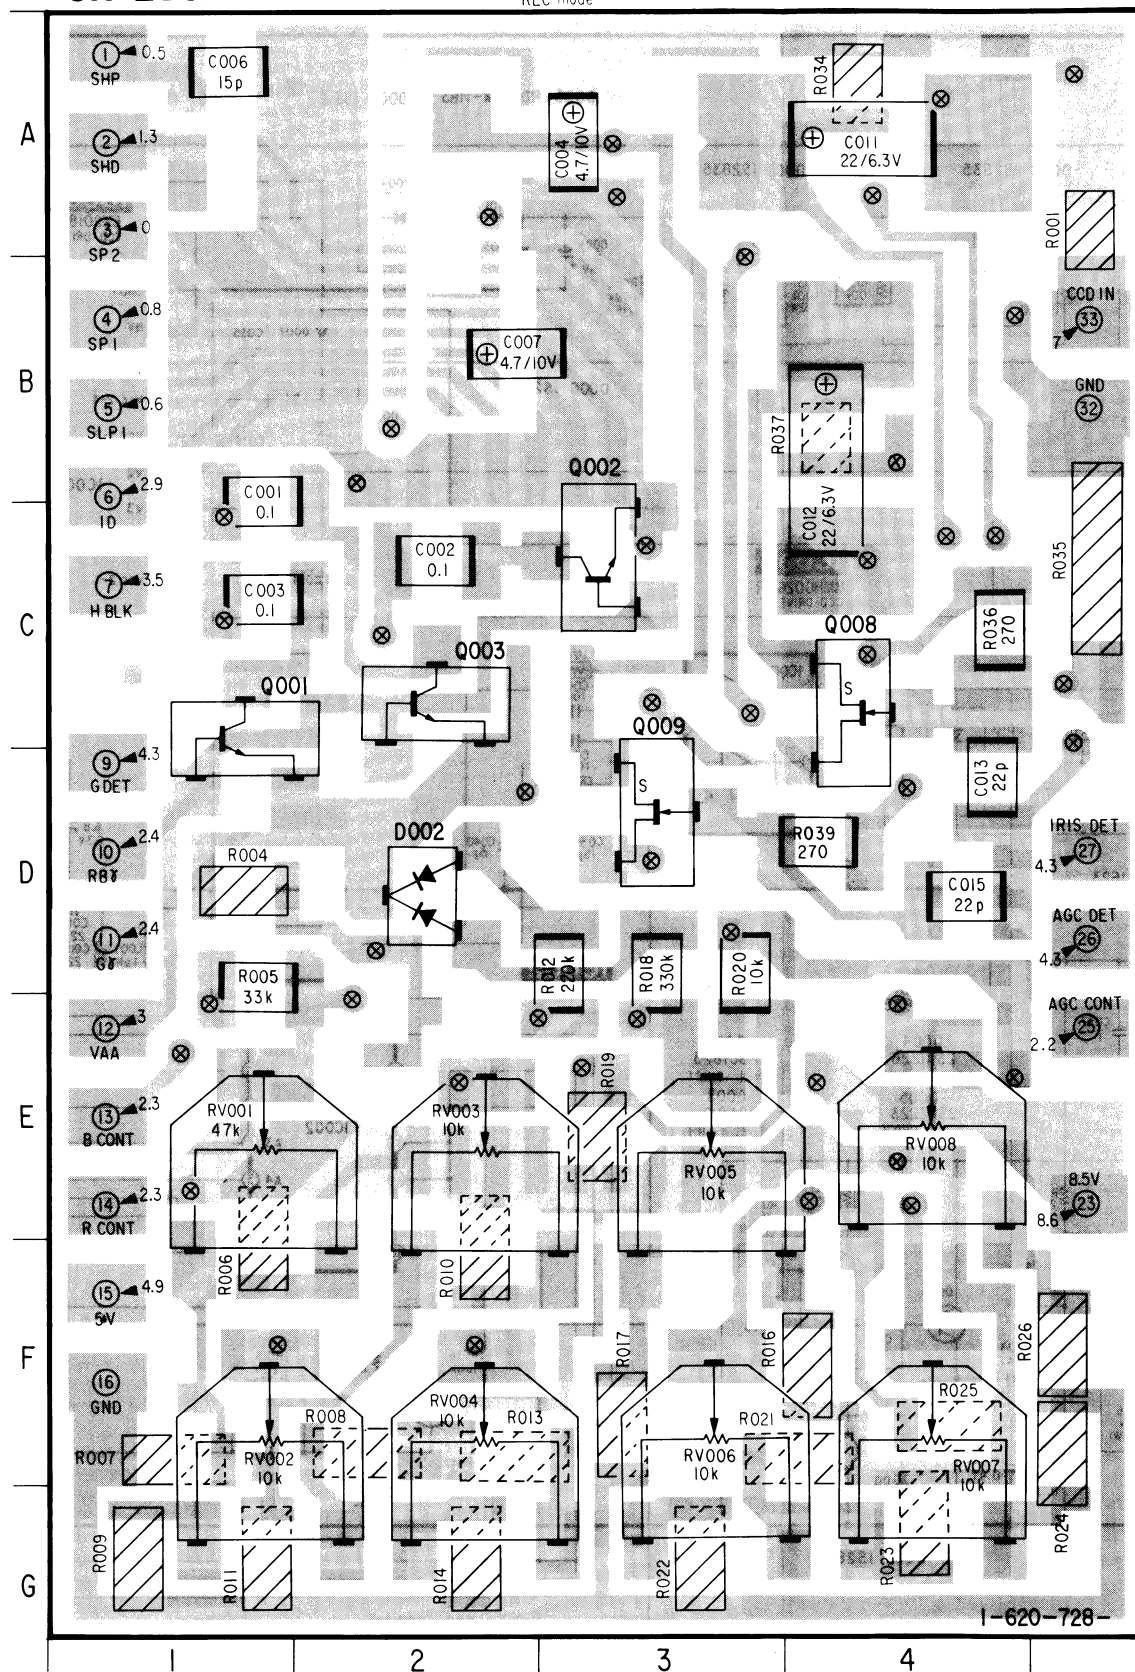 REC mode
A
B
C
D
E
F
G
1 0.5
SHP
2 1.3
SHD
3 0
SP2
4 0.8
SP1
5 0.6
SLP1
6 2.9
ID
7 3.5
H BLK
9 4.3
G DET
10 2.4
RBγ
11 2.4
Gγ
12 3
VAA
13 2.3
B CONT
14 2.3
R CONT
15 4.9
5V
16
GND
C006
15p
C004
4.7/10V
R034
C011
22/6.3V
R001
CCD IN
33
7
GND
32
C007
4.7/10V
R037
C012
22/6.3V
Q002
C001
0.1
C002
0.1
C003
0.1
R035
R036
270
Q008
S
Q003
Q001
Q009
S
C013
22p
D002
R039
270
IRIS DET
27
4.3
R004
C015
22p
AGC DET
26
4.3
R005
33k
R012
220k
R018
330k
R020
10k
AGC CONT
25
2.2
R019
RV001
47k
RV003
10k
RV005
10k
RV008
10k
8.5V
23
8.6
R006
R010
R017
R016
R026
RV004
10k
R013
R008
R007
RV002
10k
R021
RV006
10k
R025
RV007
10k
R009
R011
R014
R022
R023
R024
1-620-728-
1
2
3
4